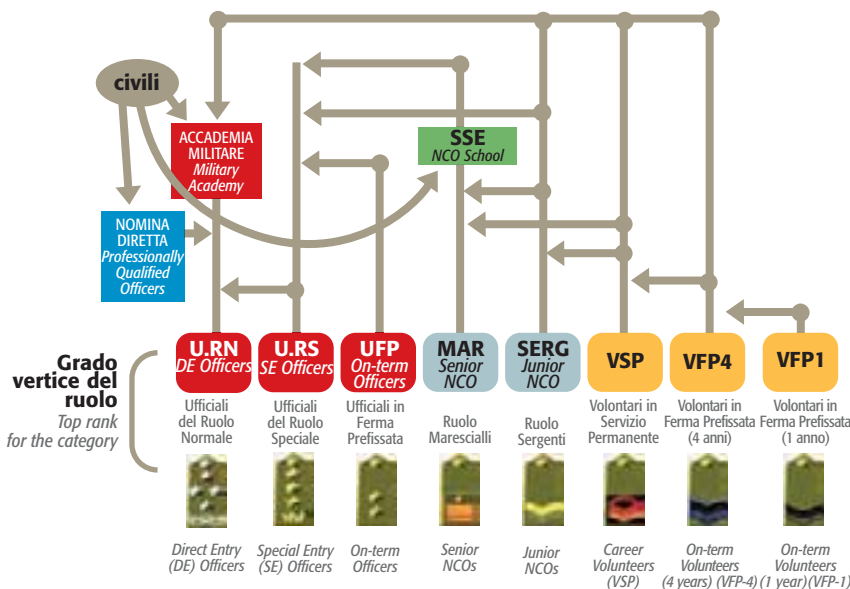 civili
ACCADEMIA
MILITARE
Military
Academy
SSE
NCO School
NOMINA
DIRETTA
Professionally
Qualified
Officers
Grado
vertice del
ruolo
Top rank
for the category
U.RN
DE Officers
U.RS
SE Officers
UFP
On-term
Officers
MAR
Senior
NCO
SERG
Junior
NCO
VSP
VFP4
VFP1
Ufficiali
del Ruolo
Normale
Ufficiali
del Ruolo
Speciale
Ufficiali in
Ferma
Prefissata
Ruolo
Marescialli
Ruolo
Sergenti
Volontari in
Servizio
Permanente
Volontari in
Ferma Prefissata
(4 anni)
Volontari in
Ferma Prefissata
(1 anno)
Direct Entry
(DE) Officers
Special Entry
(SE) Officers
On-term
Officers
Senior
NCOs
Junior
NCOs
Career
Volunteers
(VSP)
On-term
Volunteers
(4 years) (VFP-4)
On-term
Volunteers
(1 year)(VFP-1)